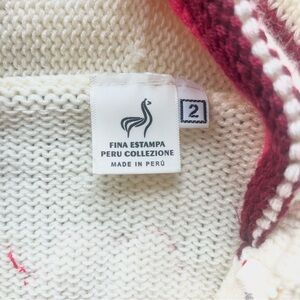 FINA ESTAMPA
PERU COLLEZIONE
MADE IN PERÚ
2